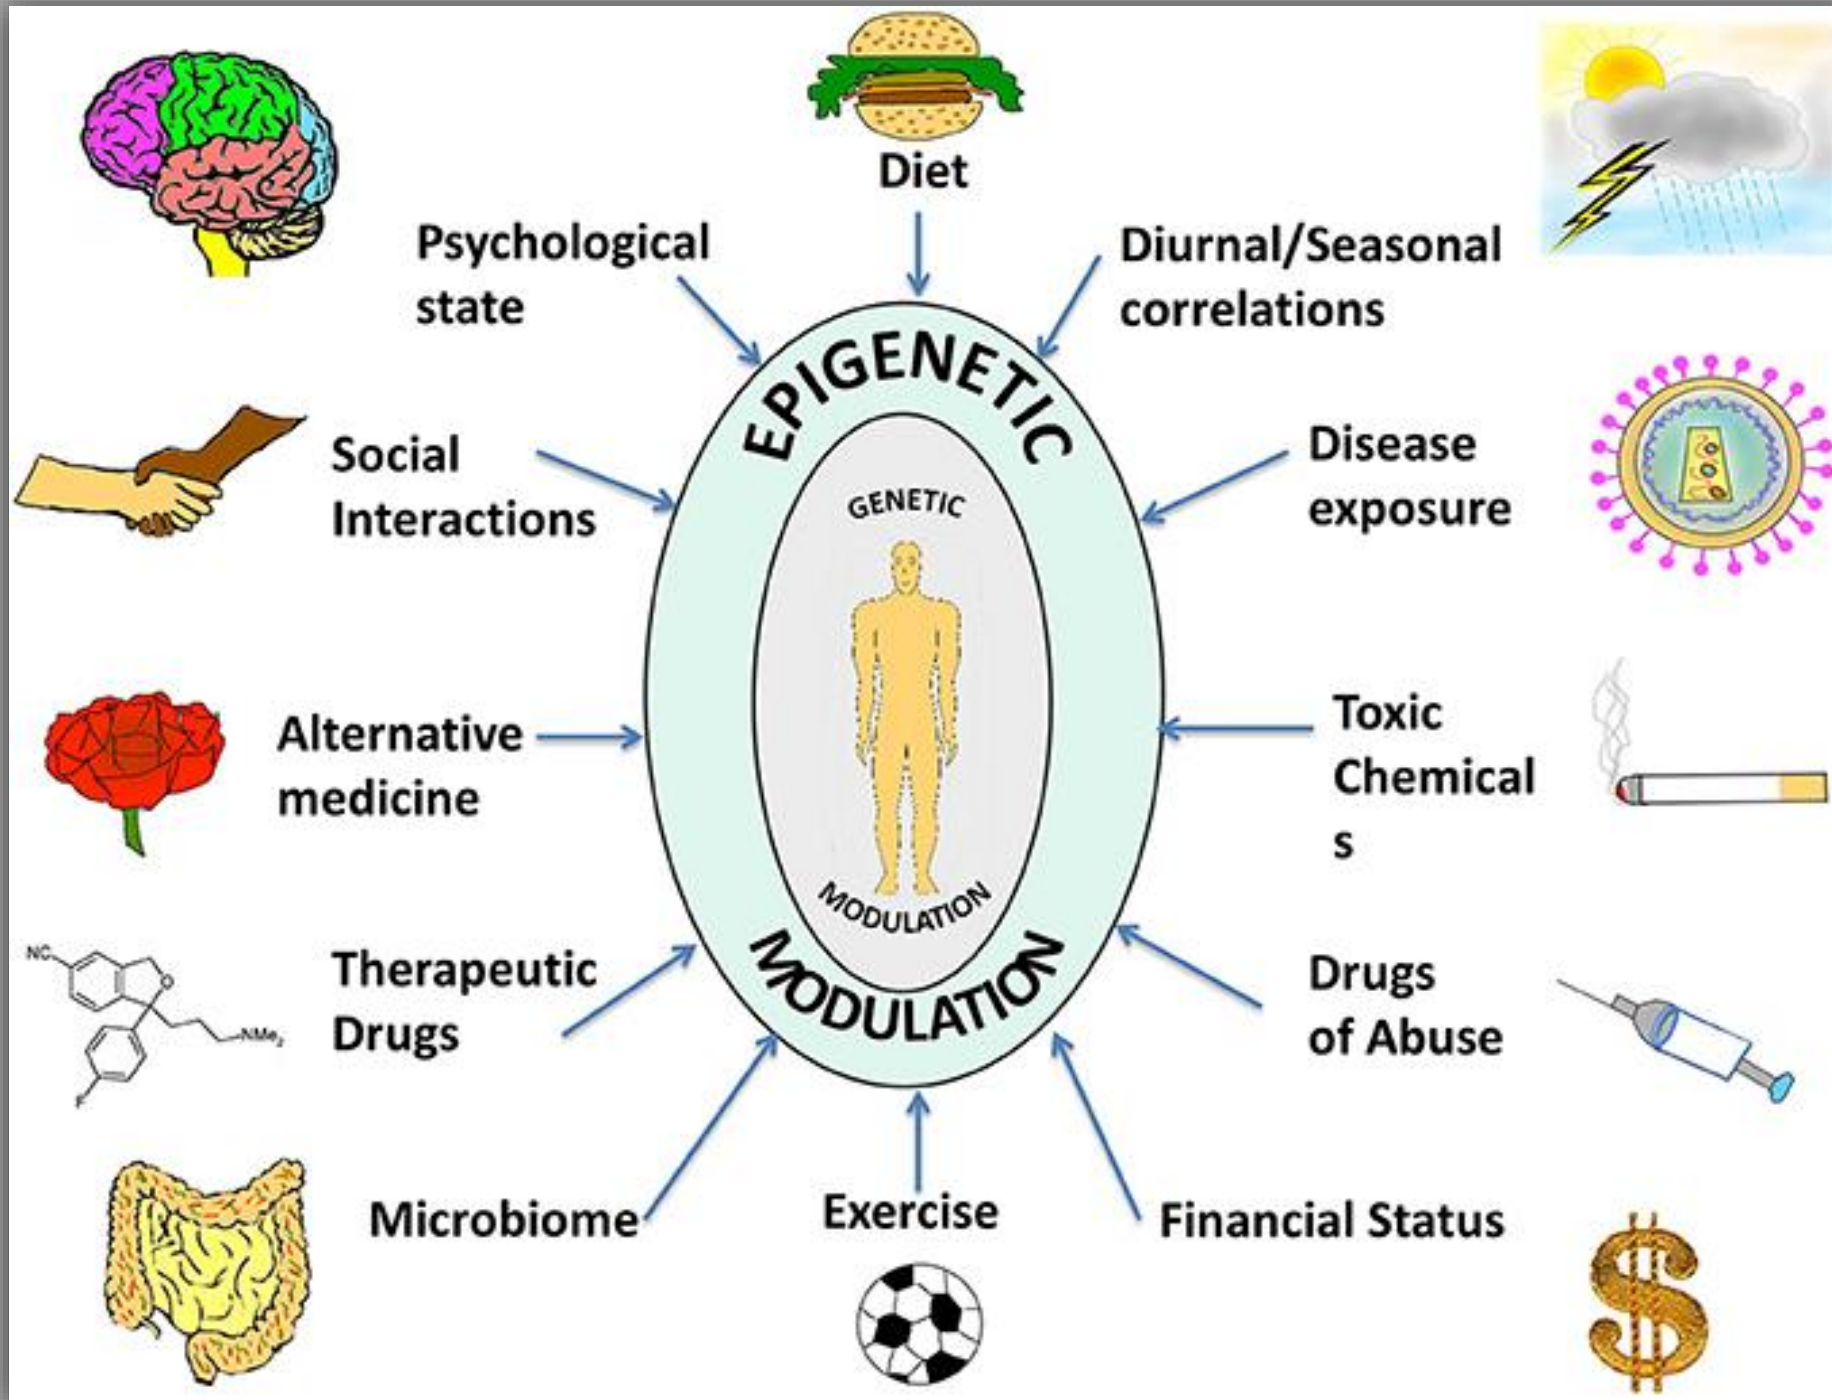 Diet
Psychological
state
Diurnal/Seasonal
correlations
EPIGENETIC
Social
Interactions
Disease
exposure
GENETIC
Alternative
medicine
Toxic
Chemical
s
MODULATION
MODULATION
Therapeutic
Drugs
NC
O
NMe2
F
Drugs
of Abuse
Microbiome
Exercise
Financial Status
$